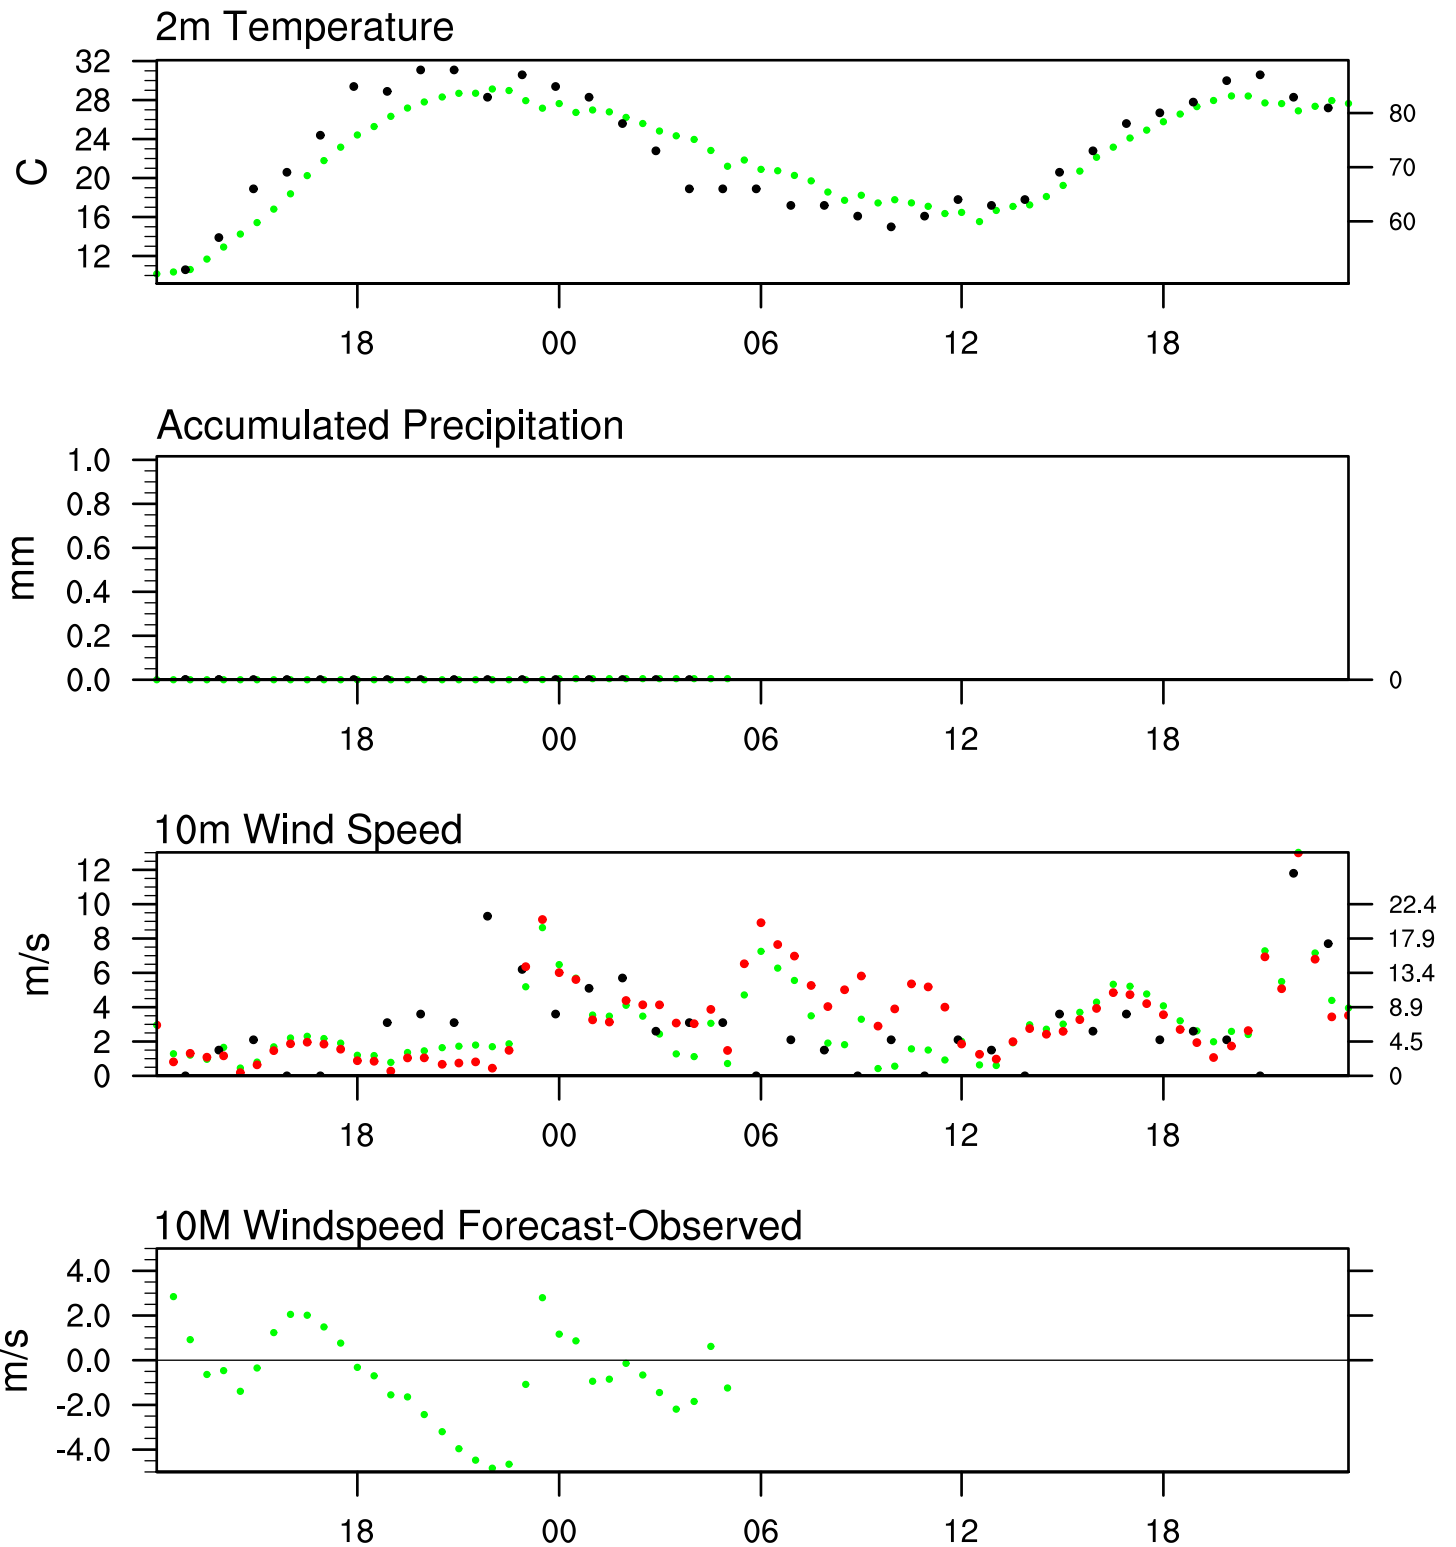 2m Temperature
32
28
24
20
16
12
C
80
70
60
18 00 06 12 18
Accumulated Precipitation
1.0
0.8
0.6
0.4
0.2
0.0
mm
0
18 00 06 12 18
10m Wind Speed
12
10
8
6
4
2
0
m/s
22.4
17.9
13.4
8.9
4.5
0
18 00 06 12 18
10M Windspeed Forecast-Observed
4.0
2.0
0.0
-2.0
-4.0
m/s
18 00 06 12 18